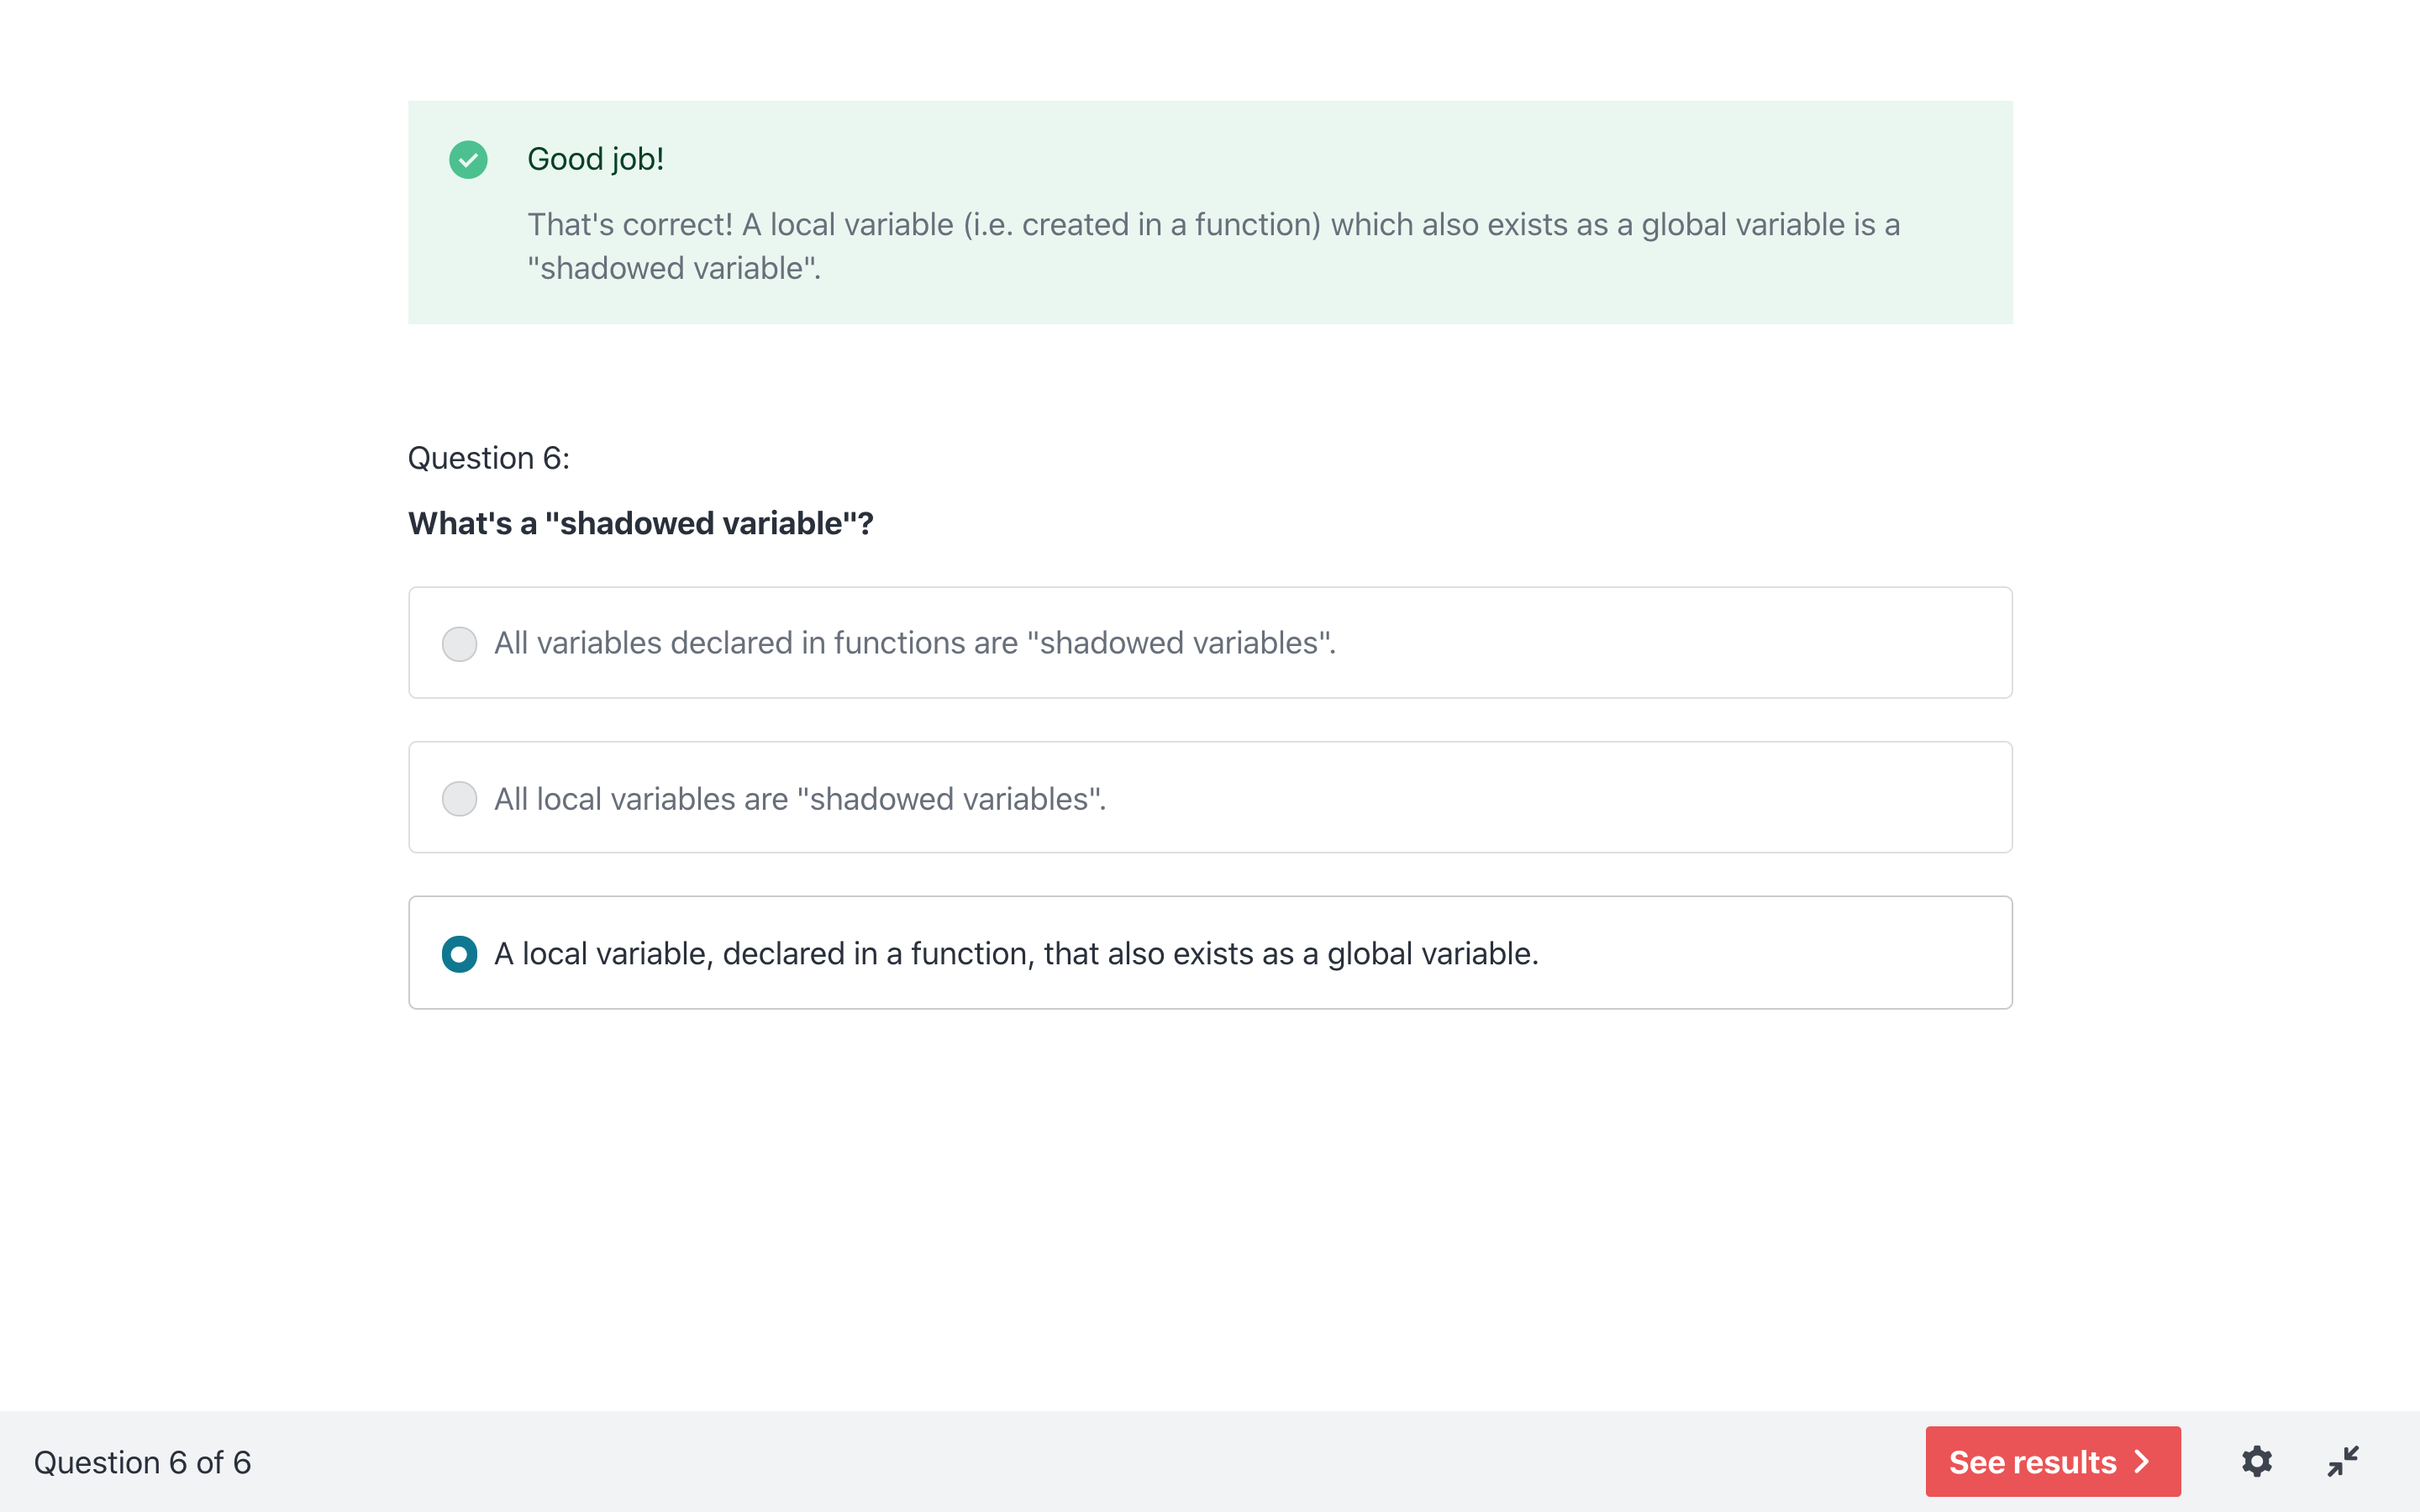 Good job!
That's correct! A local variable (i.e. created in a function) which also exists as a global variable is a
"shadowed variable".
Question 6:
What's a "shadowed variable"?
All variables declared in functions are "shadowed variables".
All local variables are "shadowed variables".
A local variable, declared in a function, that also exists as a global variable.
Question 6 of 6
See results